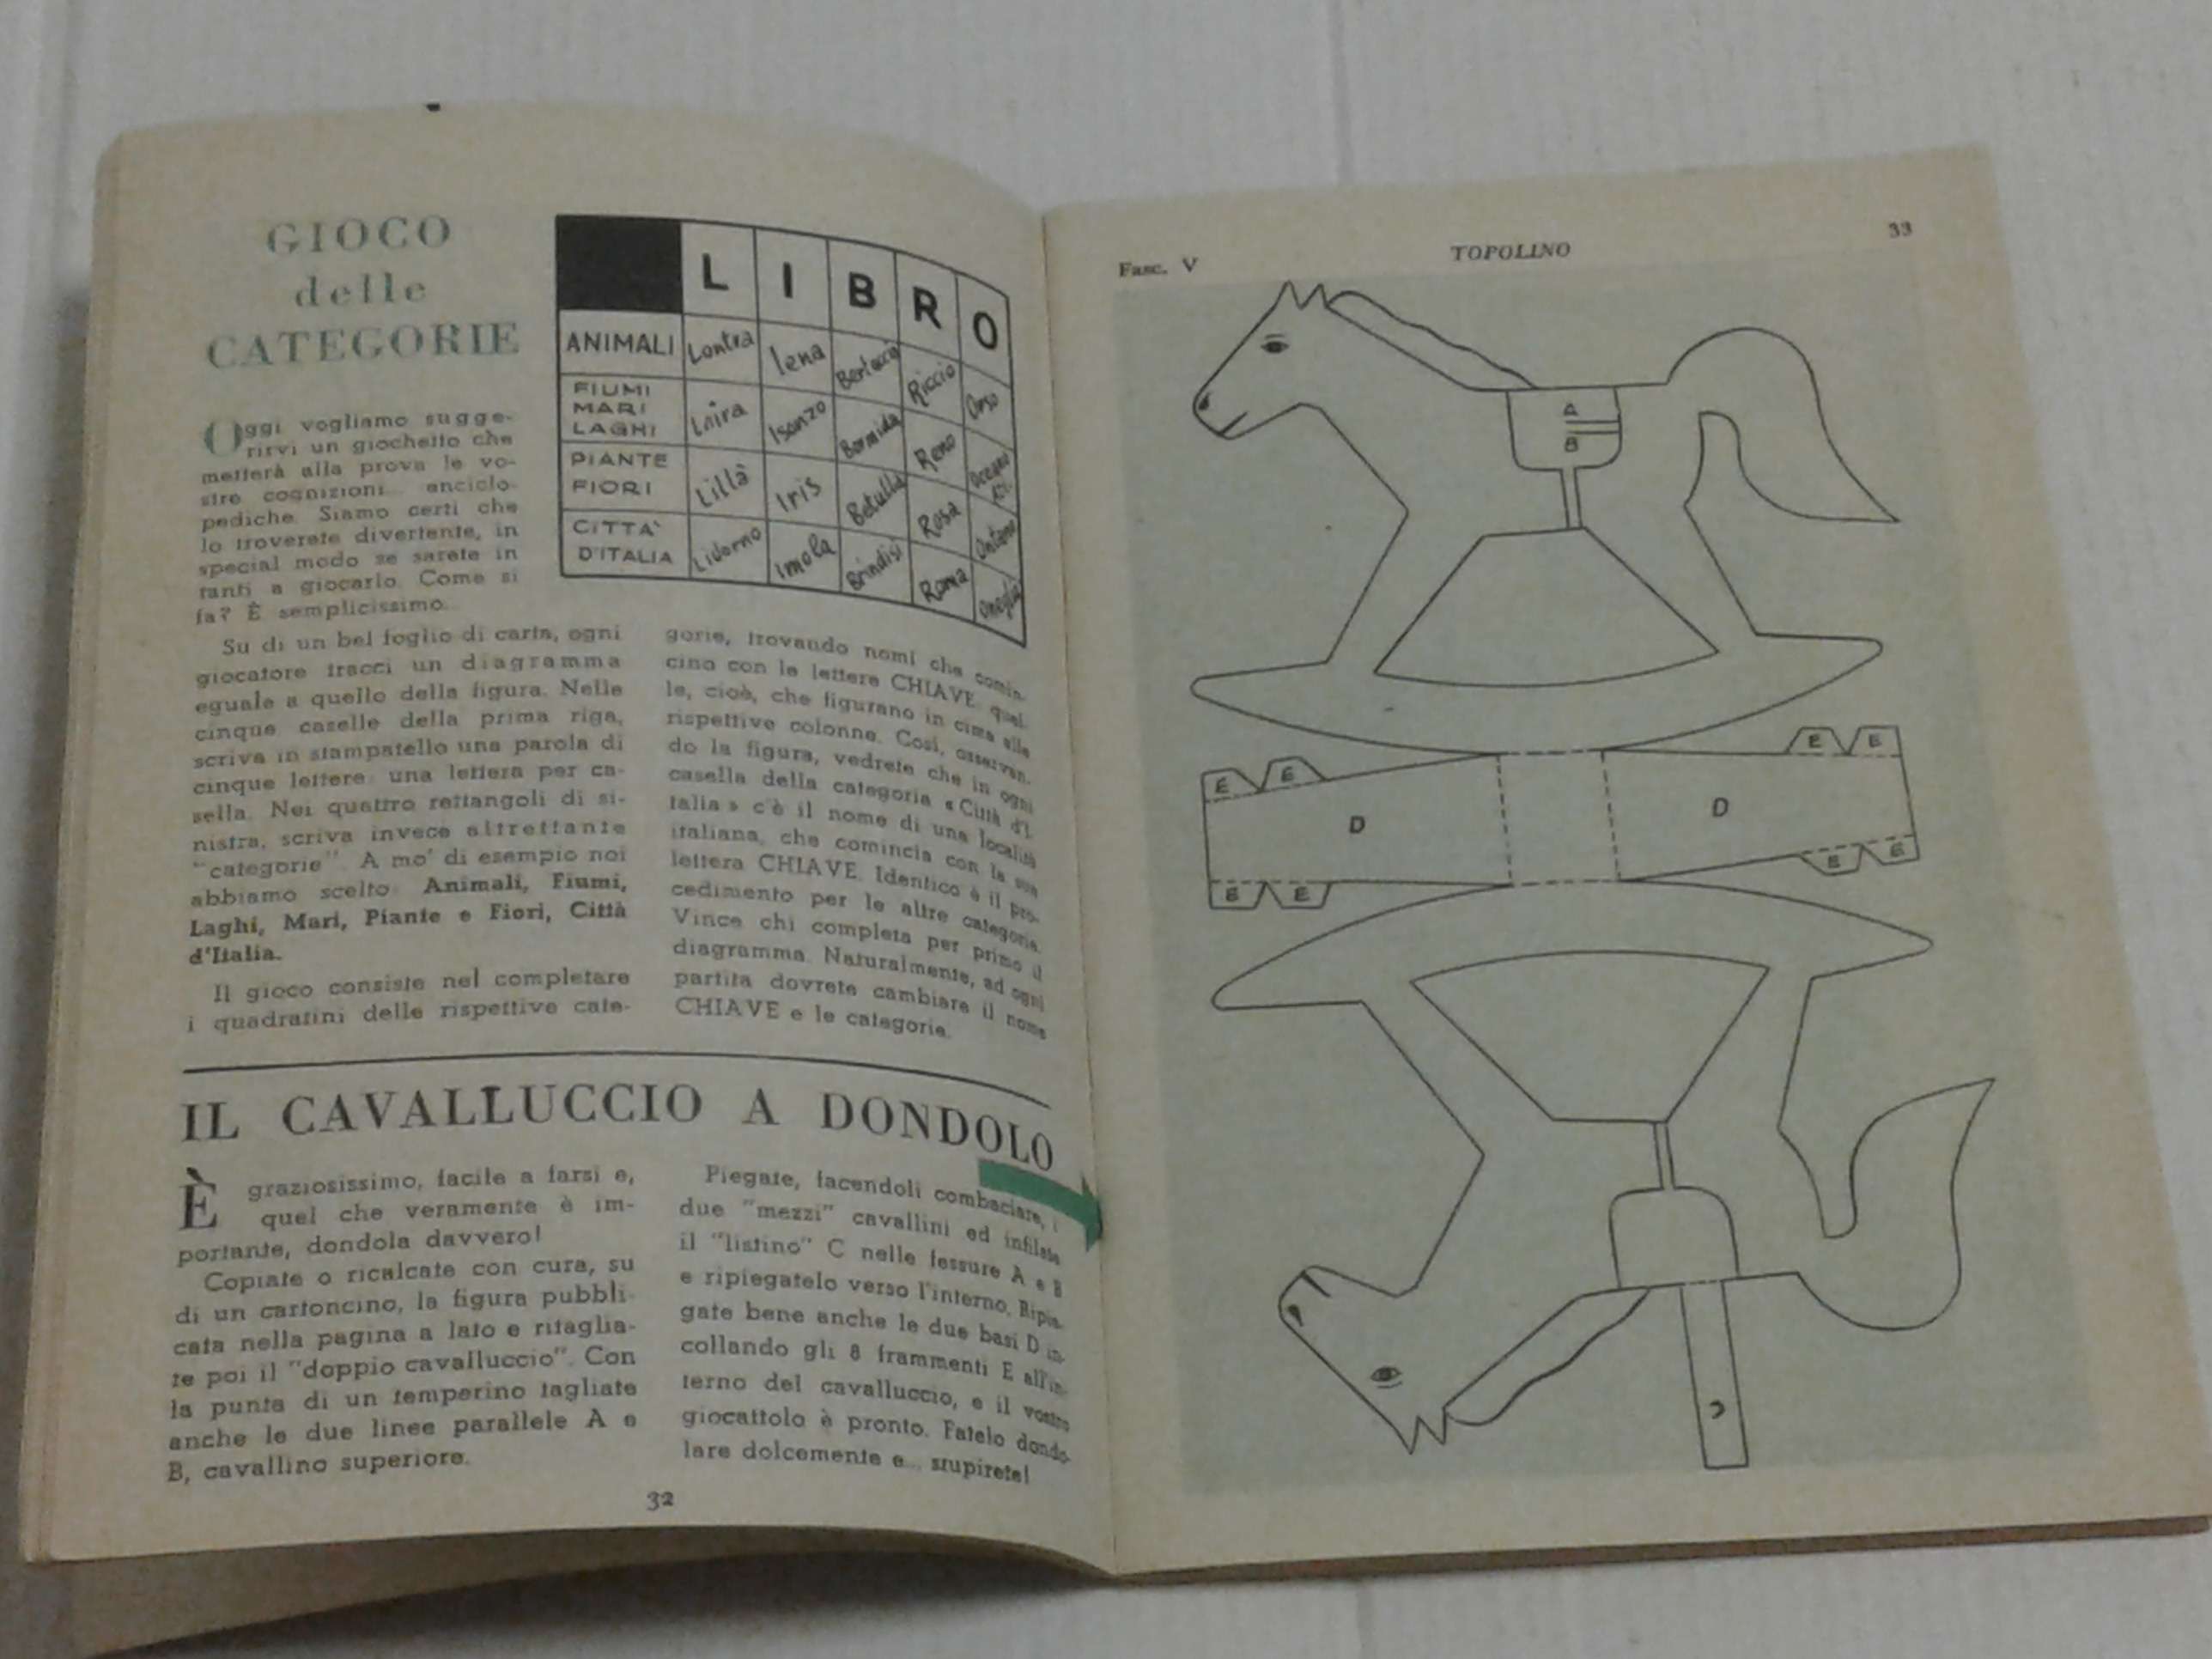 GIOCO
delle
CATEGORIE
Oggi vogliamo sugge-
rirvi un giochetto che
metterà alla prova le vo-
stre cognizioni... enciclo-
pediche. Siamo certi che
lo troverete divertente, in
special modo se sarete in
tanti a giocarlo. Come si
fa? È semplicissimo.
L I B R O
ANIMALI Lontra Iena Bertuccia Riccio Orso
FIUMI
MARI
LAGHI
Loira Isonzo Bormida Reno Oceano
PIANTE
FIORI
Lillà Iris Betulla Rosa Ontano
CITTA'
D'ITALIA
Livorno Imola Brindisi Roma Oneglia
Su di un bel foglio di carta, ogni
giocatore tracci un diagramma
eguale a quello della figura. Nelle
cinque caselle della prima riga,
scriva in stampatello una parola di
cinque lettere: una lettera per ca-
sella. Nei quattro rettangoli di si-
nistra, scriva invece altrettante
"categorie". A mo' di esempio noi
abbiamo scelto: Animali, Fiumi,
Laghi, Mari, Piante e Fiori, Città
d'Italia.
Il gioco consiste nel completare
i quadratini delle rispettive cate-
gorie, trovando nomi che comin-
cino con le lettere CHIAVE, quel-
le, cioè, che figurano in cima alle
rispettive colonne. Così, osservan-
do la figura, vedrete che in ogni
casella della categoria « Città d'I-
talia » c'è il nome di una località
italiana, che comincia con la sua
lettera CHIAVE. Identico è il pro-
cedimento per le altre categorie.
Vince chi completa per primo il
diagramma. Naturalmente, ad ogni
partita dovrete cambiare il nome
CHIAVE e le categorie.
IL CAVALLUCCIO A DONDOLO
È graziosissimo, facile a farsi e,
quel che veramente è im-
portante, dondola davvero!
Copiate o ricalcate con cura, su
di un cartoncino, la figura pubbli-
cata nella pagina a lato e ritaglia-
te poi il "doppio cavalluccio". Con
la punta di un temperino tagliate
anche le due linee parallele A e
B, cavallino superiore.
Piegate, facendoli combaciare, i
due "mezzi" cavallini ed infilate
il "listino" C nelle fessure A e B
e ripiegatelo verso l'interno. Ripie-
gate bene anche le due basi D in-
collando gli 8 frammenti E all'in-
terno del cavalluccio, e il vostro
giocattolo è pronto. Fatelo dondo-
lare dolcemente e... stupirete!
32
Fasc. V TOPOLINO 33
A
B
E E E E
D D
E E E E
C